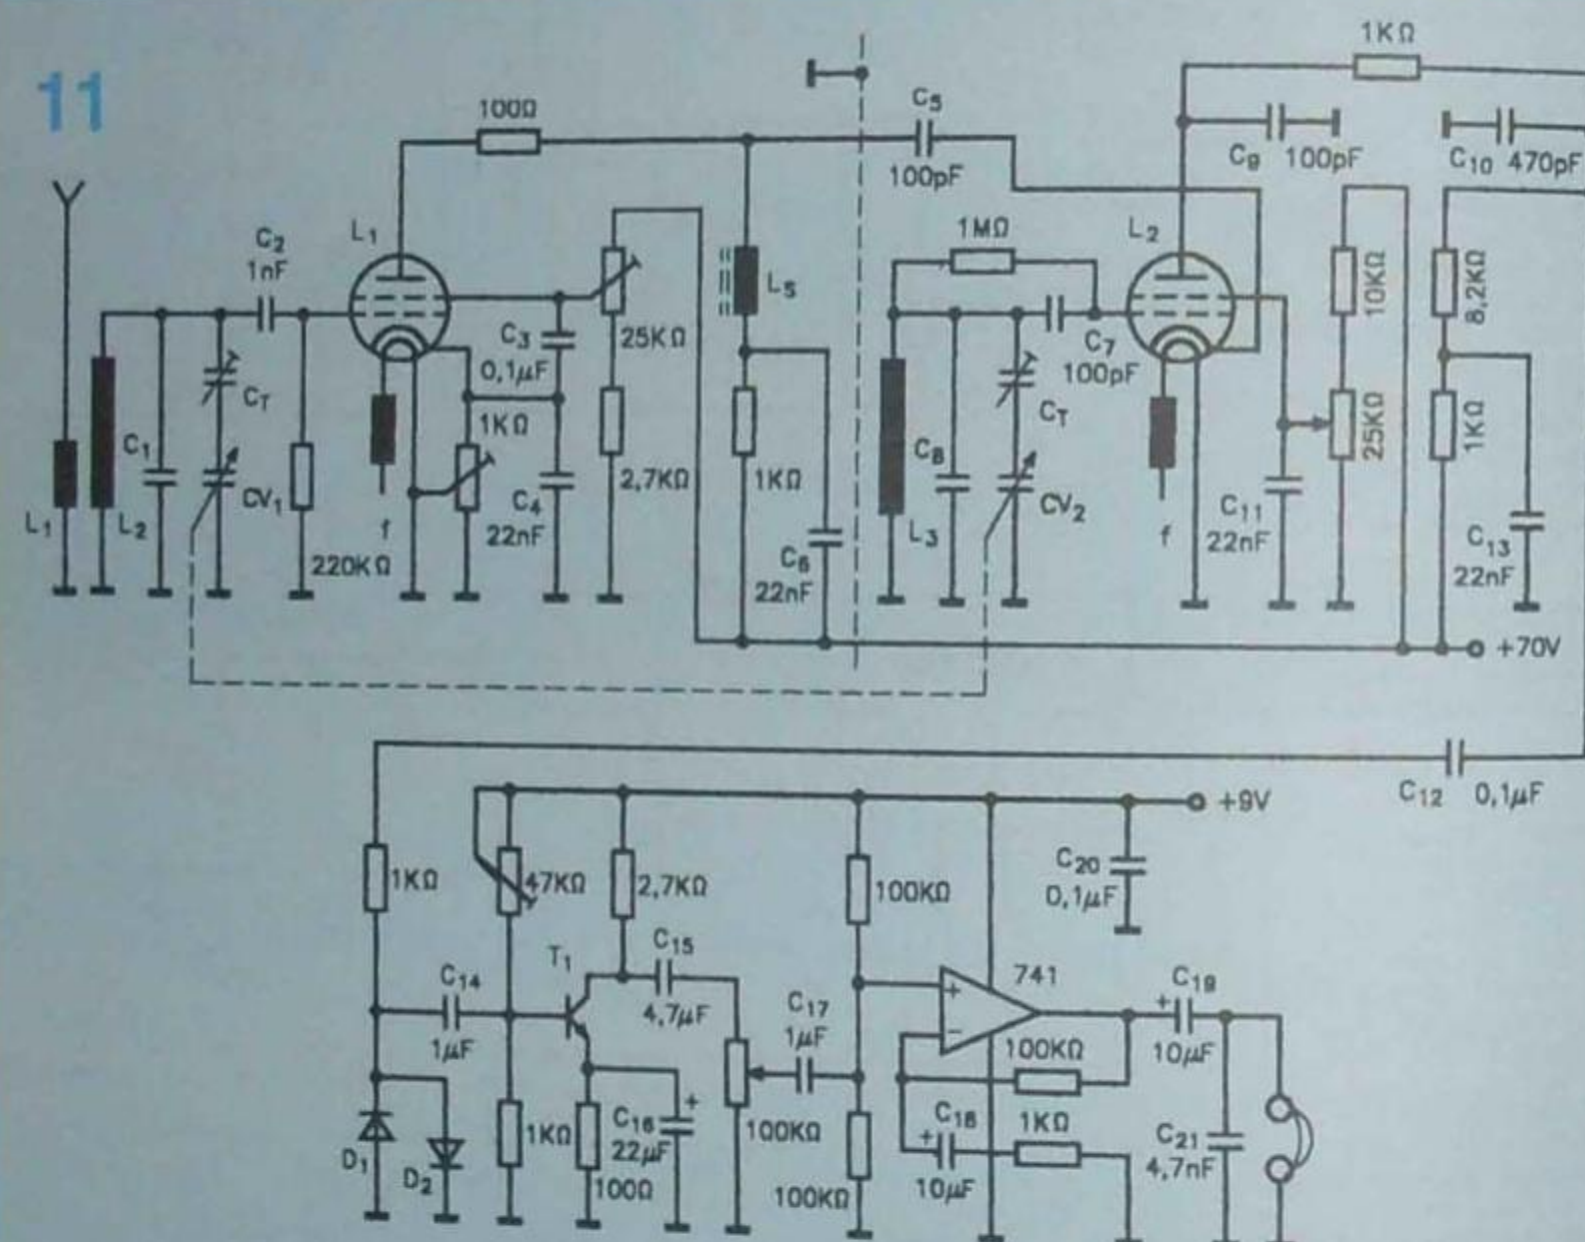 11
1KΩ
100Ω
C5
100pF
C9 100pF
C10 470pF
C2
1nF
L1
1MΩ
L2
C3
0,1µF
25KΩ
L5
C7
100pF
10KΩ
8,2KΩ
CT
C1
CV1
1KΩ
C4
22nF
2,7KΩ
1KΩ
C8
CT
CV2
25KΩ
1KΩ
L1
L2
220KΩ
f
C6
22nF
L3
f
C11
22nF
C13
22nF
+70V
C12 0,1µF
+9V
1KΩ
47KΩ
2,7KΩ
100KΩ
C20
0,1µF
C14
1µF
T1
C15
4,7µF
C17
1µF
+
−
741
100KΩ
+
C19
10µF
D1
D2
1KΩ
C16
+
22µF
100Ω
100KΩ
100KΩ
+
C18
10µF
1KΩ
C21
4,7nF